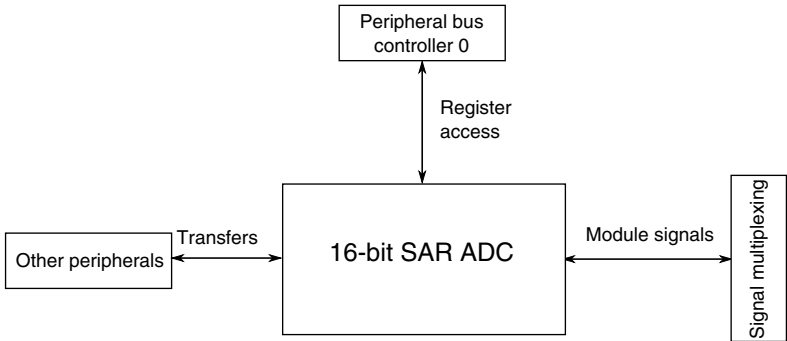 Peripheral bus
controller 0
Register
access
Other peripherals
Transfers
16-bit SAR ADC
Module signals
Signal multiplexing